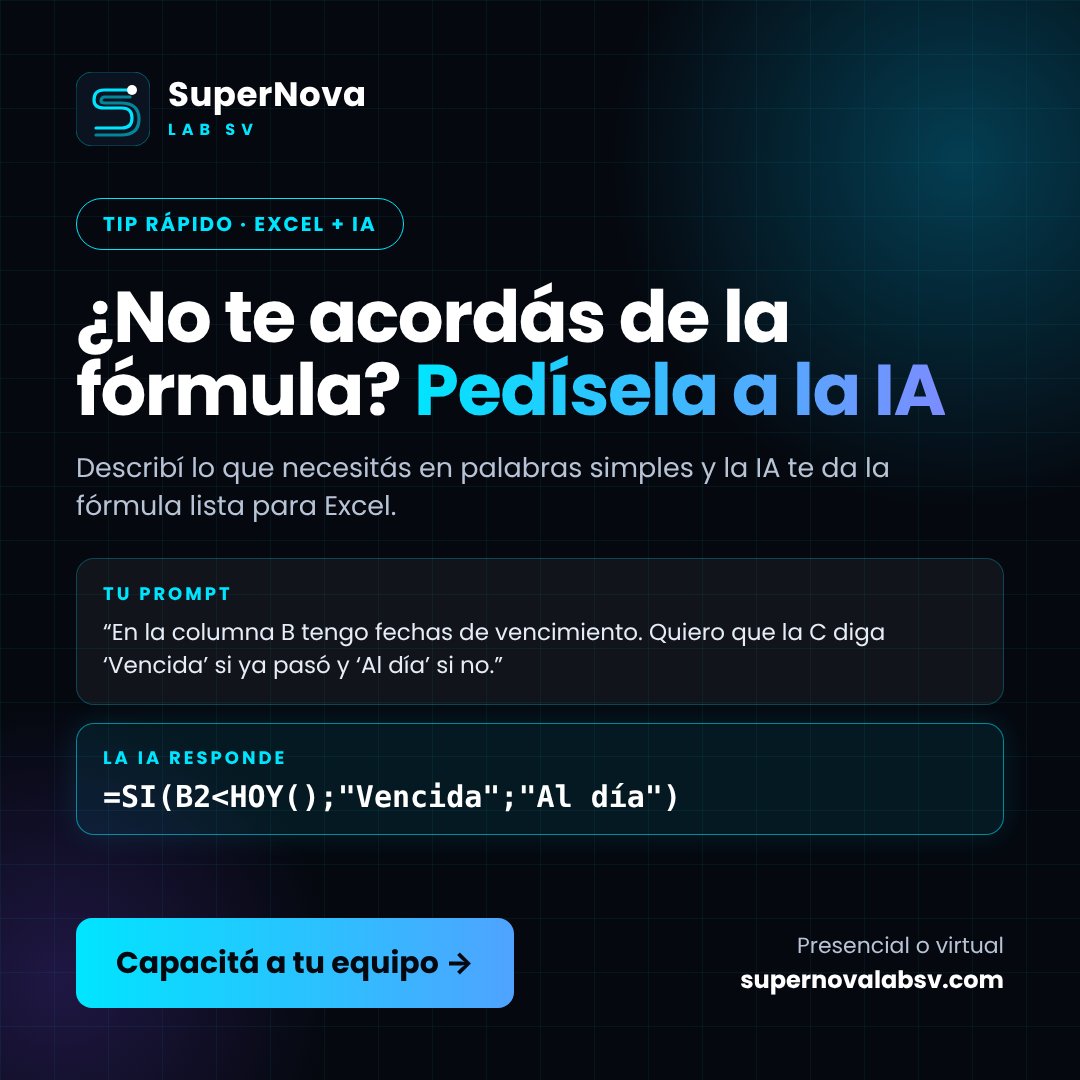 SuperNova
LAB SV
TIP RÁPIDO · EXCEL + IA
¿No te acordás de la
fórmula? Pedísela a la IA
Describí lo que necesitás en palabras simples y la IA te da la
fórmula lista para Excel.
TU PROMPT
“En la columna B tengo fechas de vencimiento. Quiero que la C diga
‘Vencida’ si ya pasó y ‘Al día’ si no.”
LA IA RESPONDE
=SI(B2<HOY();"Vencida";"Al día")
Capacitá a tu equipo →
Presencial o virtual
supernovalabsv.com